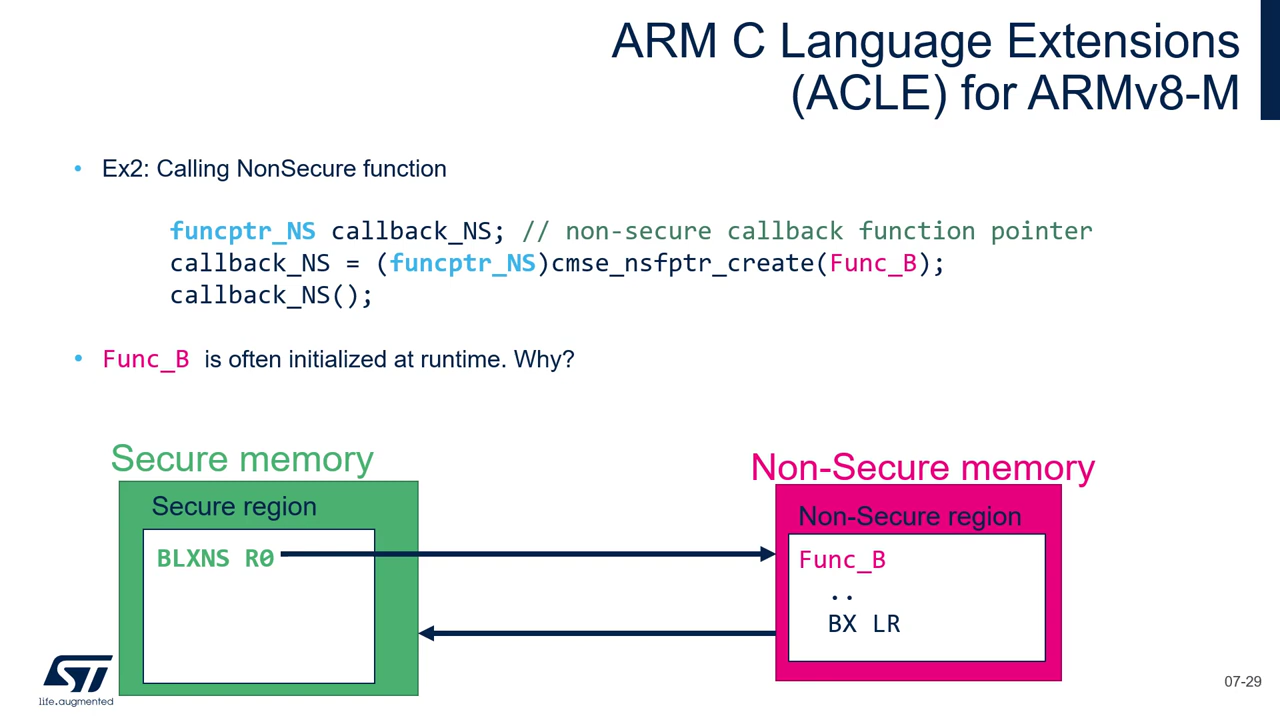 ARM C Language Extensions
(ACLE) for ARMv8-M
• Ex2: Calling NonSecure function
funcptr_NS callback_NS; // non-secure callback function pointer
callback_NS = (funcptr_NS)cmse_nsfptr_create(Func_B);
callback_NS();
• Func_B is often initialized at runtime. Why?
Secure memory
Secure region
BLXNS R0
Non-Secure memory
Non-Secure region
Func_B
..
BX LR
ST
life.augmented
07-29